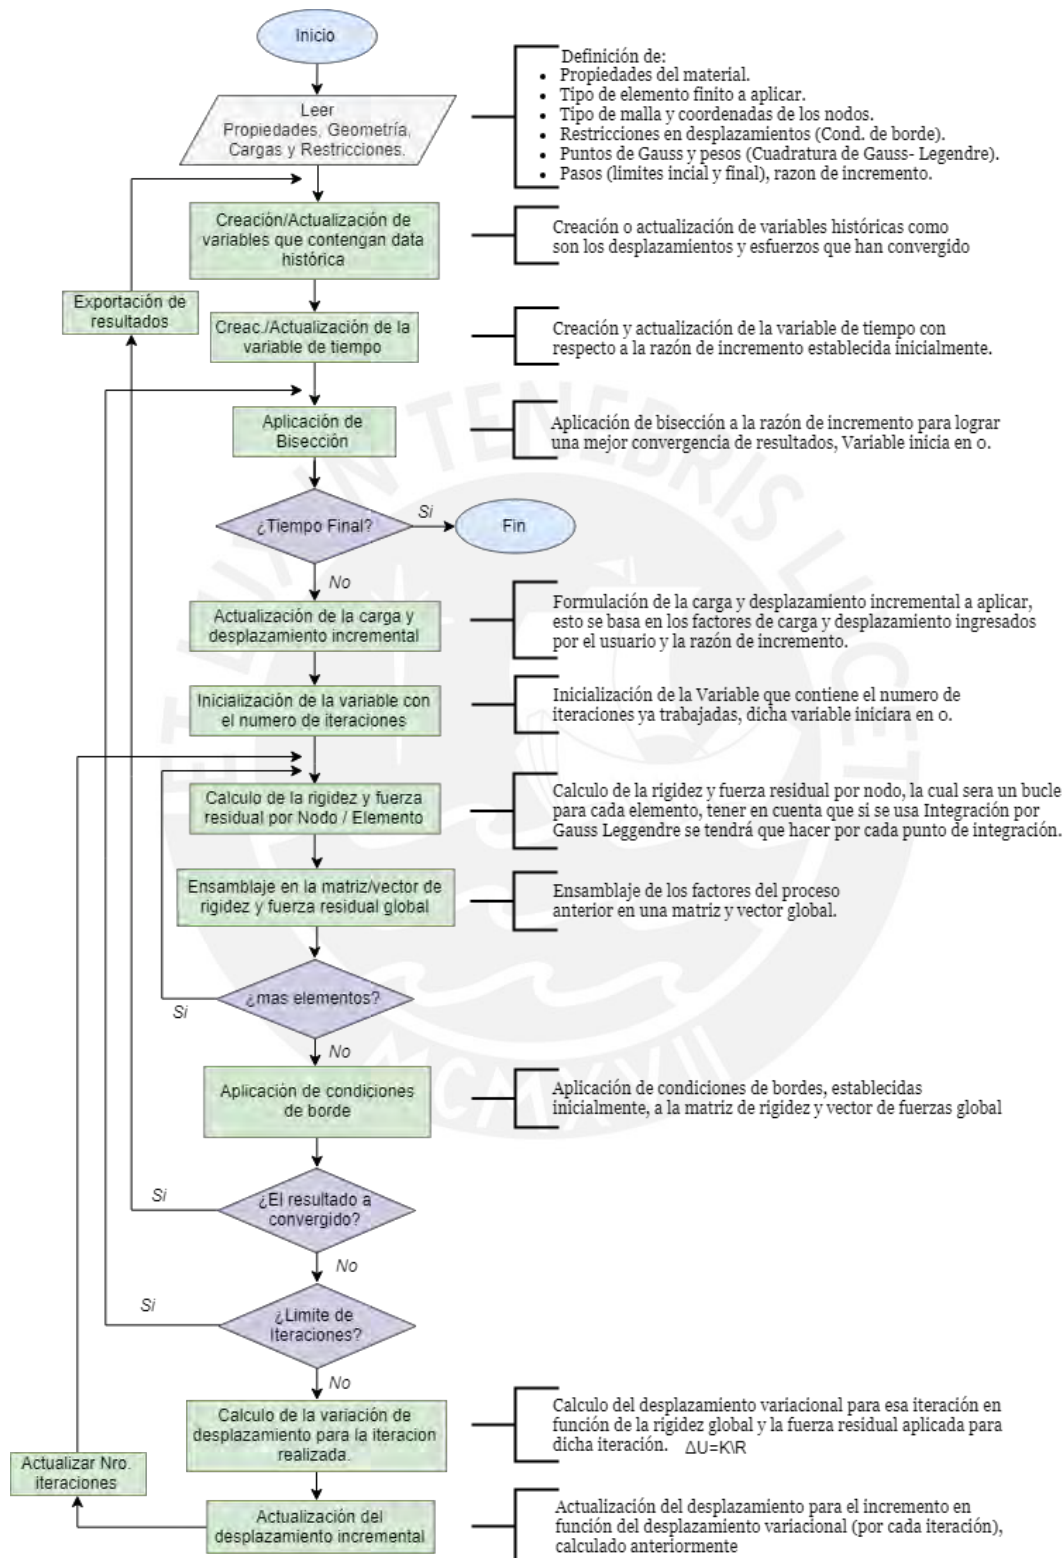 Inicio
Definición de:
• Propiedades del material.
• Tipo de elemento finito a aplicar.
• Tipo de malla y coordenadas de los nodos.
• Restricciones en desplazamientos (Cond. de borde).
• Puntos de Gauss y pesos (Cuadratura de Gauss- Legendre).
• Pasos (limites incial y final), razon de incremento.
Leer
Propiedades, Geometría,
Cargas y Restricciones.
Creación/Actualización de
variables que contengan data
histórica
Creación o actualización de variables históricas como
son los desplazamientos y esfuerzos que han convergido
Exportación de
resultados
Creac./Actualización de la
variable de tiempo
Creación y actualización de la variable de tiempo con
respecto a la razón de incremento establecida inicialmente.
Aplicación de
Bisección
Aplicación de bisección a la razón de incremento para lograr
una mejor convergencia de resultados, Variable inicia en 0.
¿Tiempo Final?
Si
Fin
No
Actualización de la carga y
desplazamiento incremental
Formulación de la carga y desplazamiento incremental a aplicar,
esto se basa en los factores de carga y desplazamiento ingresados
por el usuario y la razón de incremento.
Inicialización de la variable con
el numero de iteraciones
Inicialización de la Variable que contiene el numero de
iteraciones ya trabajadas, dicha variable iniciara en 0.
Calculo de la rigidez y fuerza
residual por Nodo / Elemento
Calculo de la rigidez y fuerza residual por nodo, la cual sera un bucle
para cada elemento, tener en cuenta que si se usa Integración por
Gauss Leggendre se tendrá que hacer por cada punto de integración.
Ensamblaje en la matriz/vector de
rigidez y fuerza residual global
Ensamblaje de los factores del proceso
anterior en una matriz y vector global.
¿mas elementos?
Si
No
Aplicación de condiciones
de borde
Aplicación de condiciones de bordes, establecidas
inicialmente, a la matriz de rigidez y vector de fuerzas global
¿El resultado a
convergido?
Si
No
¿Limite de
Iteraciones?
Si
No
Calculo de la variación de
desplazamiento para la iteracion
realizada.
Calculo del desplazamiento variacional para esa iteración en
función de la rigidez global y la fuerza residual aplicada para
dicha iteración. ΔU=K\R
Actualizar Nro.
iteraciones
Actualización del
desplazamiento incremental
Actualización del desplazamiento para el incremento en
función del desplazamiento variacional (por cada iteración),
calculado anteriormente
ET LVX IN TENEBRIS LVCET
MCMXVII